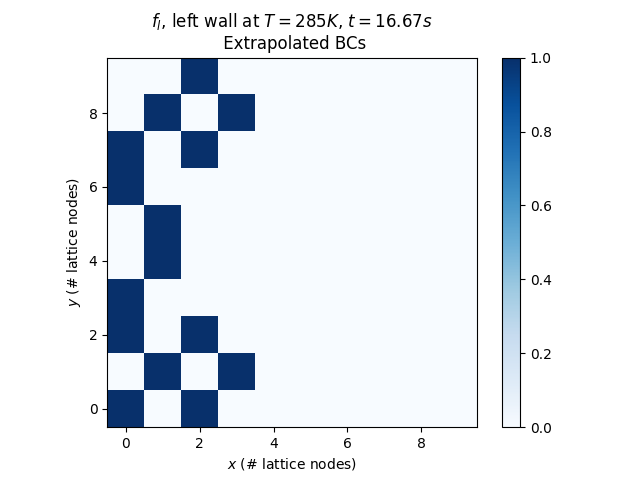 f_l, left wall at T = 285K, t = 16.67s
Extrapolated BCs
1.0
0.8
0.6
0.4
0.2
0.0
8
6
4
2
0
y (# lattice nodes)
0 2 4 6 8
x (# lattice nodes)